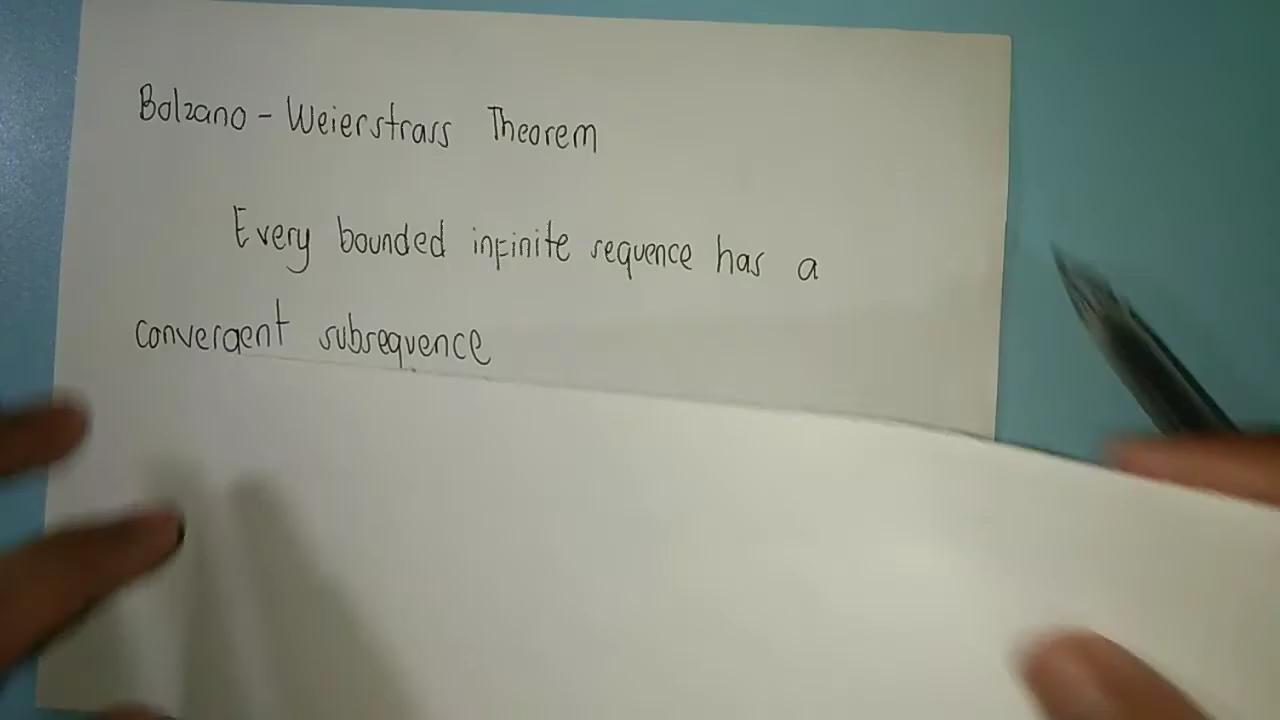 Bolzano - Weierstrass Theorem
Every bounded infinite sequence has a
convergent subsequence